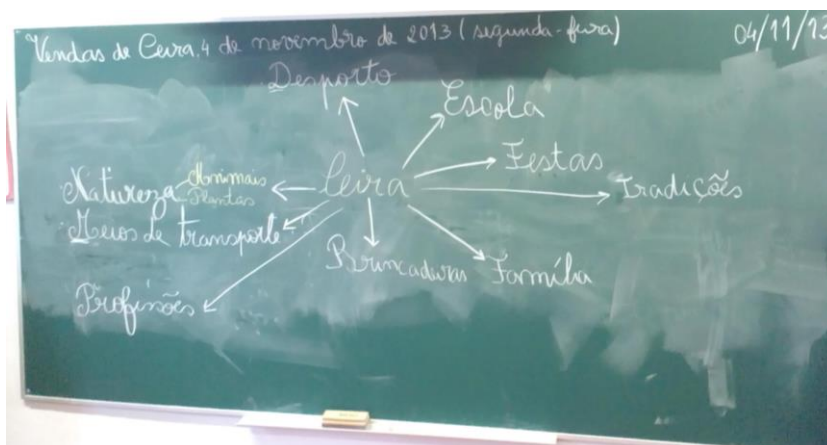 Vendas de Ceira, 4 de novembro de 2013 (segunda-feira)
04/11/13
Desporto
Escola
Festas
Tradições
Natureza Animais
Plantas
Ceira
Meios de transporte
Brincadeiras
Família
Profissões